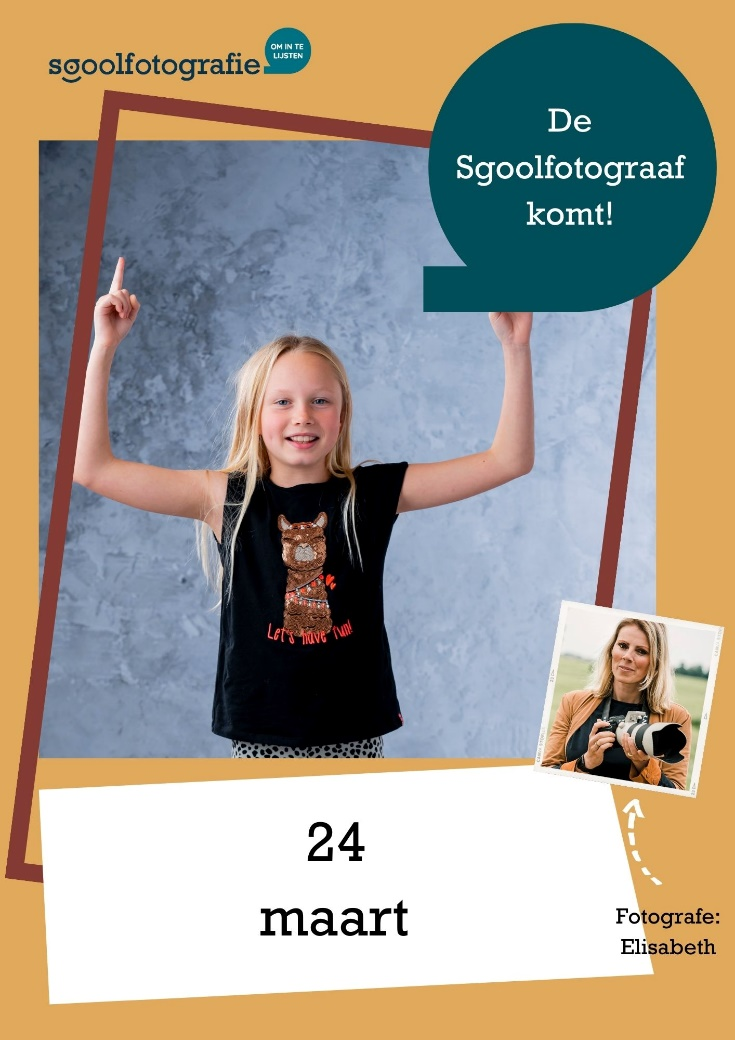 sgoolfotografie
OM IN TE
LIJSTEN
De
Sgoolfotograaf
komt!
Let's have fun!
24
maart
Fotografe:
Elisabeth